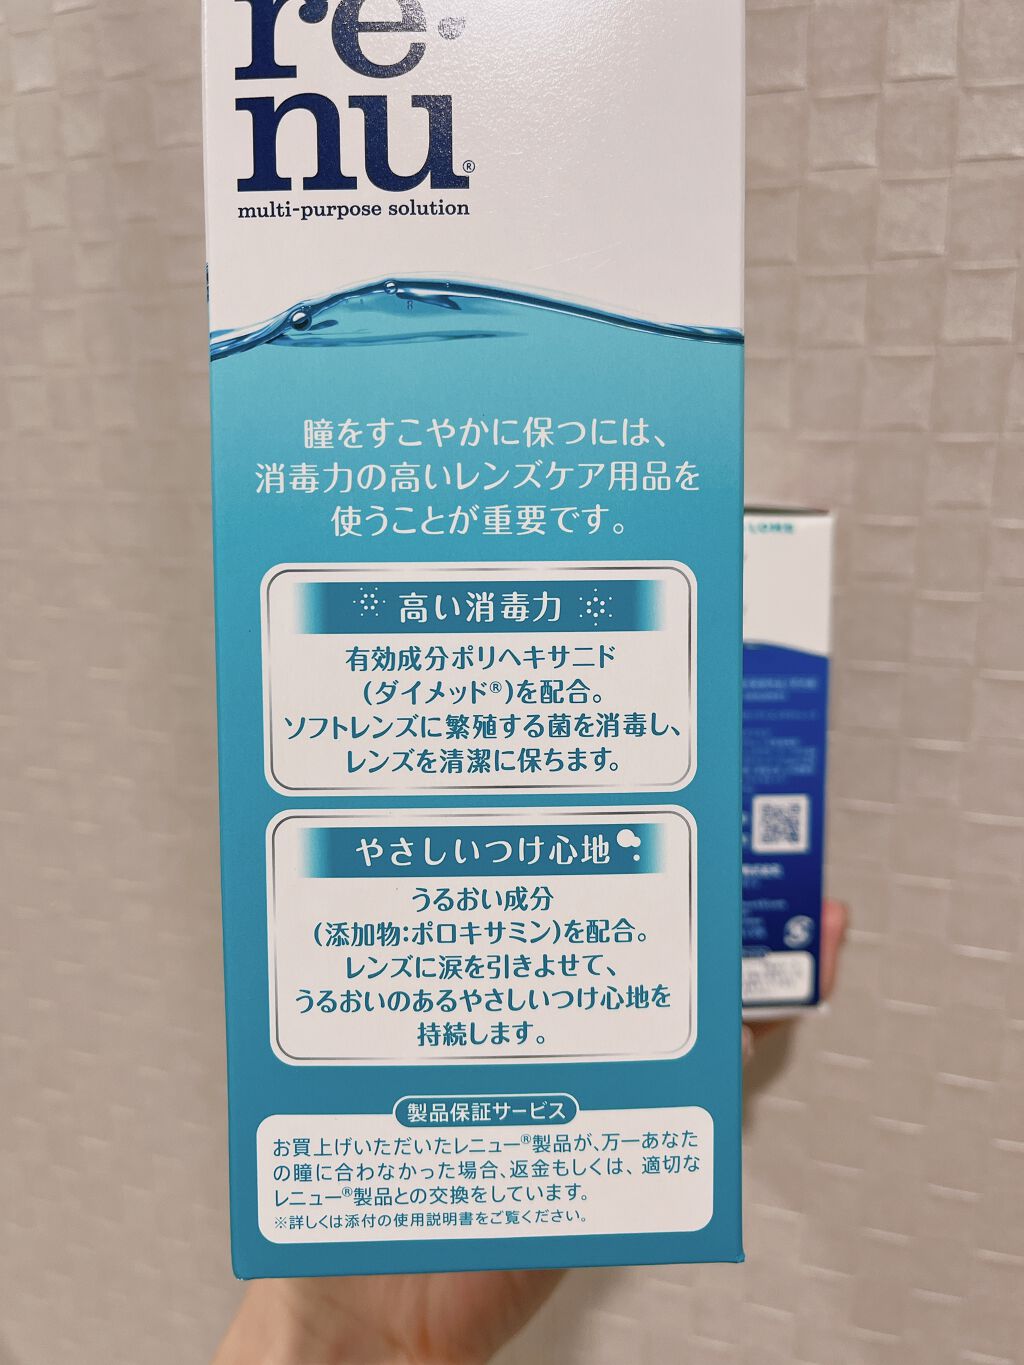 re
nu®
multi-purpose solution
瞳をすこやかに保つには、
消毒力の高いレンズケア用品を
使うことが重要です。
高い消毒力
有効成分ポリヘキサニド
(ダイメッド®)を配合。
ソフトレンズに繁殖する菌を消毒し、
レンズを清潔に保ちます。
やさしいつけ心地
うるおい成分
(添加物:ポロキサミン)を配合。
レンズに涙を引きよせて、
うるおいのあるやさしいつけ心地を
持続します。
製品保証サービス
お買上げいただいたレニュー®製品が、万一あなた
の瞳に合わなかった場合、返金もしくは、適切な
レニュー®製品との交換をしています。
※詳しくは添付の使用説明書をご覧ください。